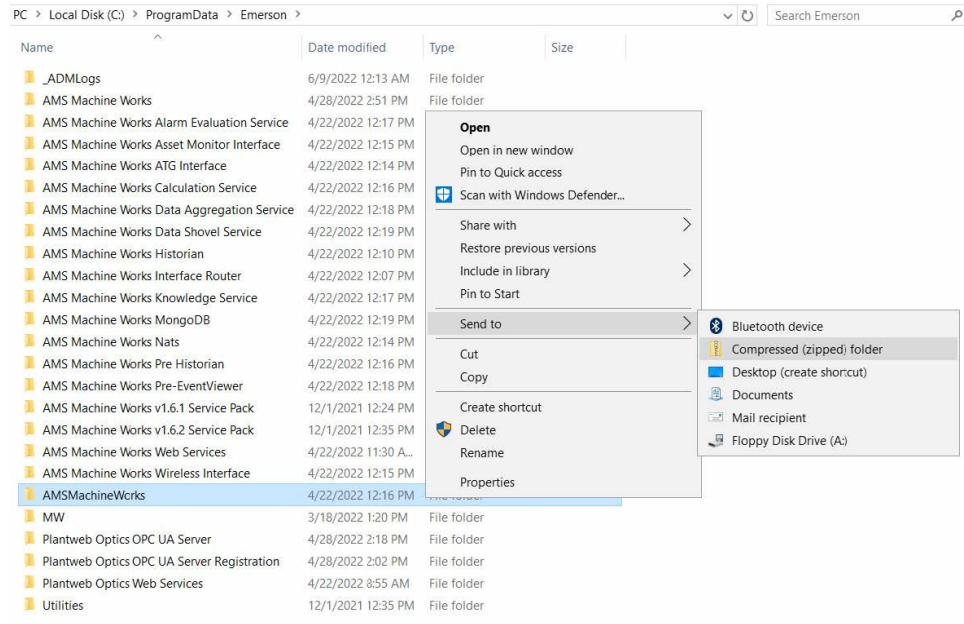 PC > Local Disk (C:) > ProgramData > Emerson >
Search Emerson
Name Date modified Type Size
_ADMLogs 6/9/2022 12:13 AM File folder
AMS Machine Works 4/28/2022 2:51 PM File folder
AMS Machine Works Alarm Evaluation Service 4/22/2022 12:17 PM
AMS Machine Works Asset Monitor Interface 4/22/2022 12:15 PM
AMS Machine Works ATG Interface 4/22/2022 12:14 PM
AMS Machine Works Calculation Service 4/22/2022 12:16 PM
AMS Machine Works Data Aggregation Service 4/22/2022 12:18 PM
AMS Machine Works Data Shovel Service 4/22/2022 12:19 PM
AMS Machine Works Historian 4/22/2022 12:10 PM
AMS Machine Works Interface Router 4/22/2022 12:07 PM
AMS Machine Works Knowledge Service 4/22/2022 12:17 PM
AMS Machine Works MongoDB 4/22/2022 12:19 PM
AMS Machine Works Nats 4/22/2022 12:14 PM
AMS Machine Works Pre Historian 4/22/2022 12:16 PM
AMS Machine Works Pre-EventViewer 4/22/2022 12:18 PM
AMS Machine Works v1.6.1 Service Pack 12/1/2021 12:24 PM
AMS Machine Works v1.6.2 Service Pack 12/1/2021 12:35 PM
AMS Machine Works Web Services 4/22/2022 11:30 A...
AMS Machine Works Wireless Interface 4/22/2022 12:15 PM
AMSMachineWorks 4/22/2022 12:16 PM File folder
MW 3/18/2022 1:20 PM File folder
Plantweb Optics OPC UA Server 4/28/2022 2:18 PM File folder
Plantweb Optics OPC UA Server Registration 4/28/2022 2:02 PM File folder
Plantweb Optics Web Services 4/22/2022 8:55 AM File folder
Utilities 12/1/2021 12:35 PM File folder
Open
Open in new window
Pin to Quick access
Scan with Windows Defender...
Share with
Restore previous versions
Include in library
Pin to Start
Send to
Cut
Copy
Create shortcut
Delete
Rename
Properties
Bluetooth device
Compressed (zipped) folder
Desktop (create shortcut)
Documents
Mail recipient
Floppy Disk Drive (A:)